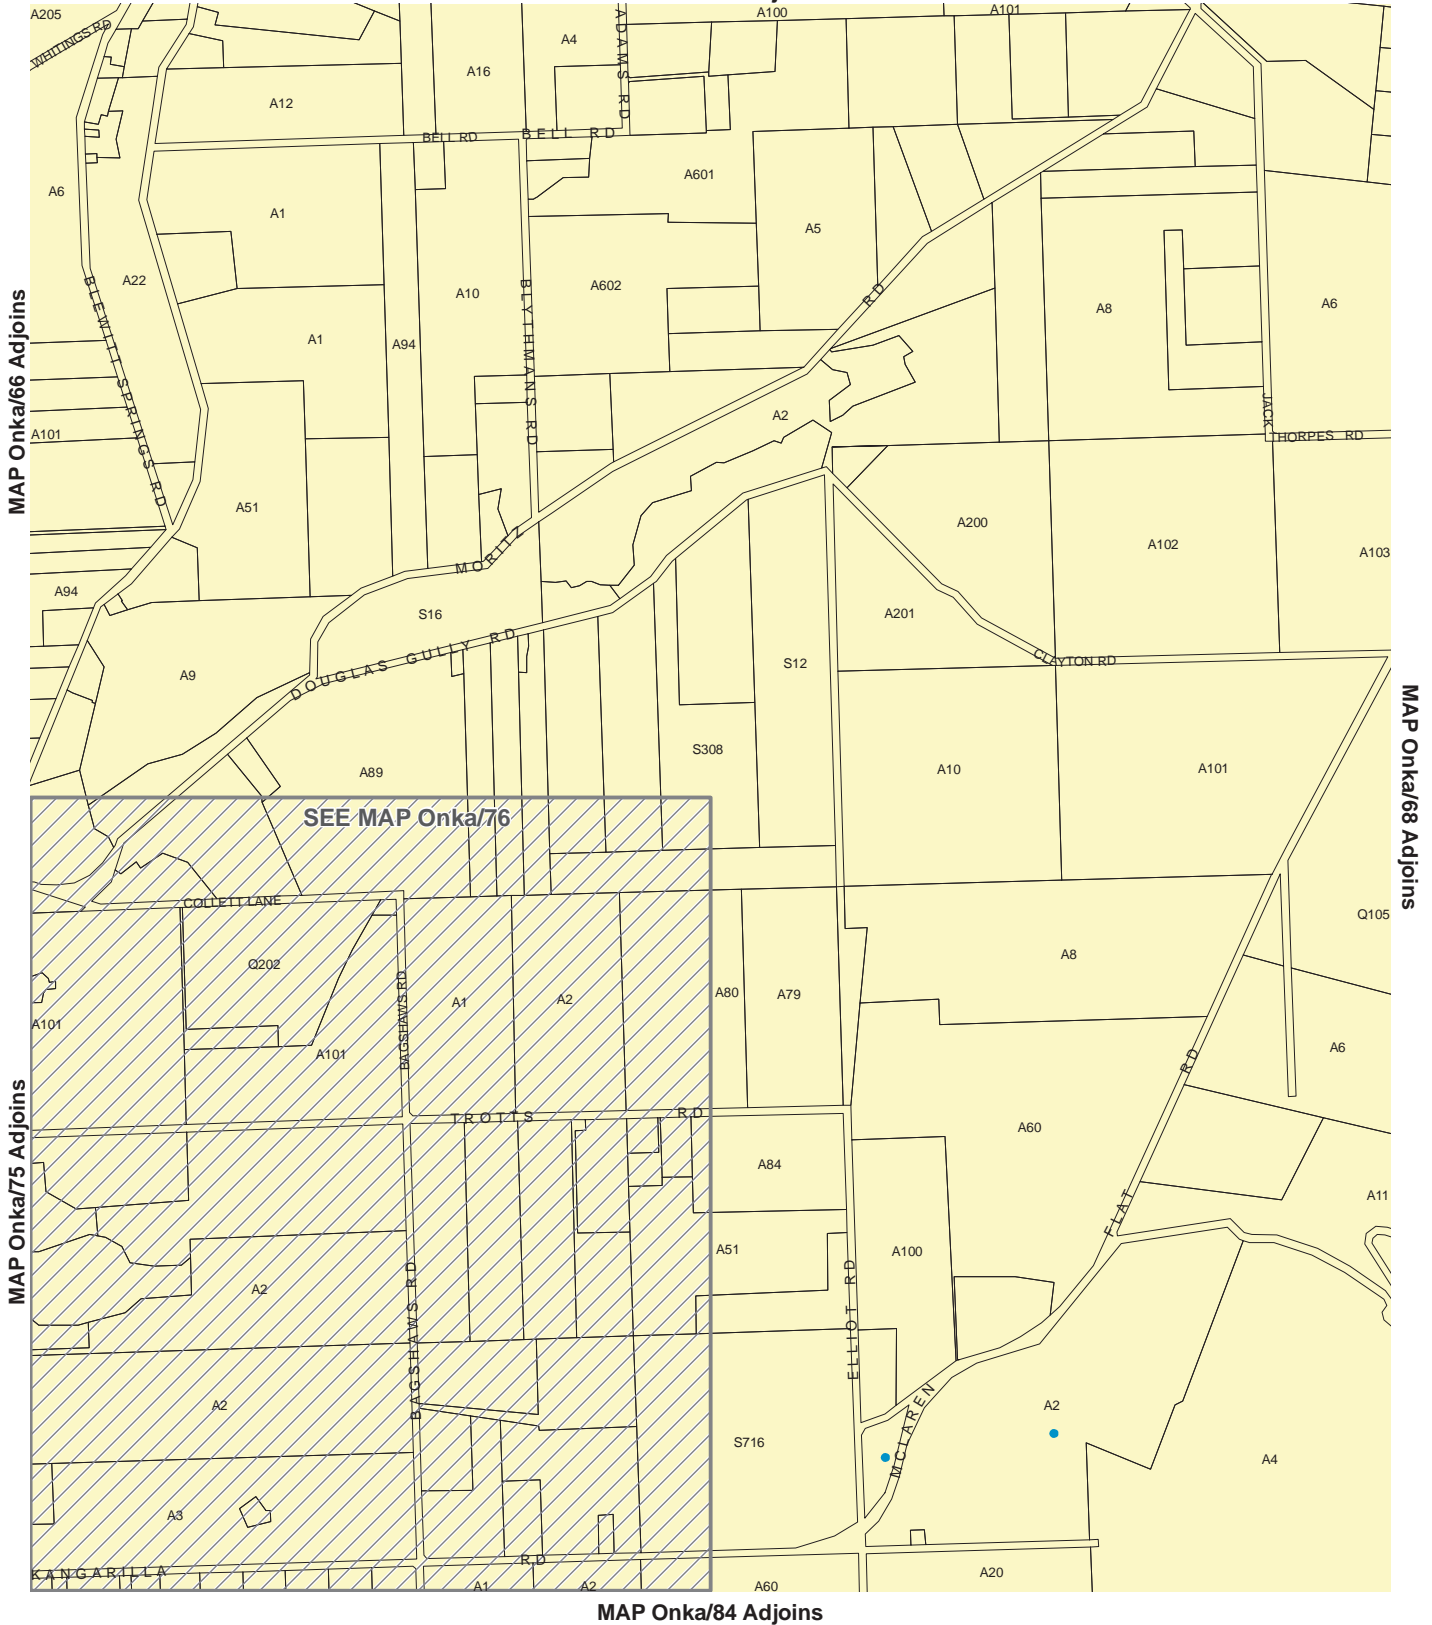 A205
A100
A101
WHITINGS RD
A4
ADAMS RD
A16
A12
BELL RD
BELL RD
A601
A6
A1
A5
A22
A10
A602
A8
A6
BLEWITT SPRINGS RD
BLYTHMANS RD
RD
A1
A94
MAP Onka/66 Adjoins
A101
A2
JACK
THORPES RD
A51
A200
A102
A103
MORITZ
A94
S16
A201
DOUGLAS GULLY RD
CLAYTON RD
S12
A9
MAP Onka/68 Adjoins
S308
A89
A10
A101
SEE MAP Onka/76
COLLETT LANE
Q105
Q202
BAGSHAWS RD
A8
A80
A79
A1
A2
A101
A101
RD
A6
TROTTS
RD
A60
MAP Onka/75 Adjoins
A84
A11
FLAT
A51
A100
A2
BAGSHAWS RD
ELLIOT RD
A2
MCLAREN
A2
S716
A4
A3
KANGARILLA
RD
A1
A2
A60
A20
MAP Onka/84 Adjoins